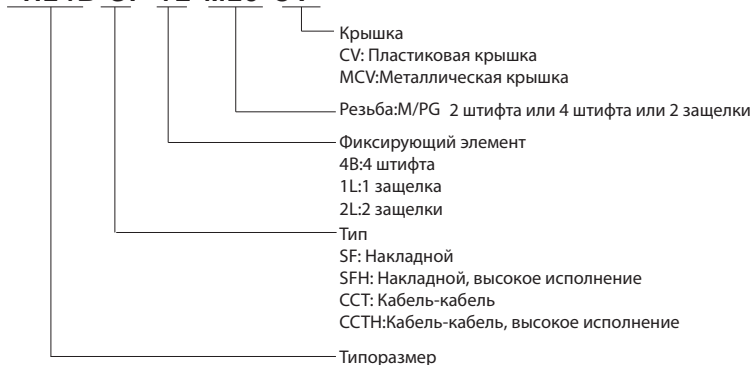 Крышка
CV: Пластиковая крышка
MCV:Металлическая крышка
Резьба:M/PG 2 штифта или 4 штифта или 2 защелки
Фиксирующий элемент
4B:4 штифта
1L:1 защелка
2L:2 защелки
Тип
SF: Накладной
SFH: Накладной, высокое исполнение
CCT: Кабель-кабель
CCTH:Кабель-кабель, высокое исполнение
Типоразмер